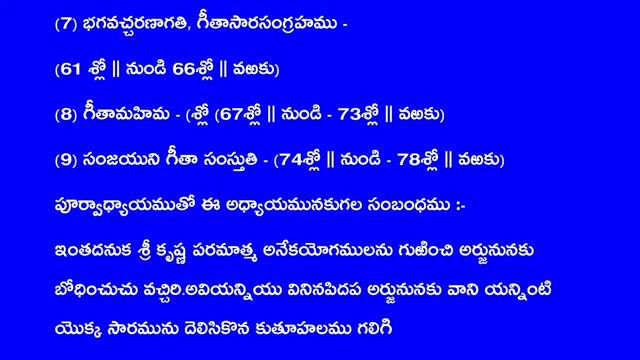 (7) భగవచ్చరణాగతి, గీతాసారసంగ్రహము -
(61 శ్లో || నుండి 66శ్లో || వఱకు)
(8) గీతామహిమ - (శ్లో (67శ్లో || నుండి - 73శ్లో || వఱకు)
(9) సంజయుని గీతా సంస్తుతి - (74శ్లో || నుండి - 78శ్లో || వఱకు)
పూర్వాధ్యాయముతో ఈ అధ్యాయమునకుగల సంబంధము :-
ఇంతదనుక శ్రీ కృష్ణ పరమాత్మ అనేకయోగములను గుఱించి అర్జునునకు
బోధించుచు వచ్చిరి.అవియన్నియు వినినపిదప అర్జునునకు వాని యన్నింటి
యొక్క సారమును దెలిసికొన కుతూహలము గలిగి